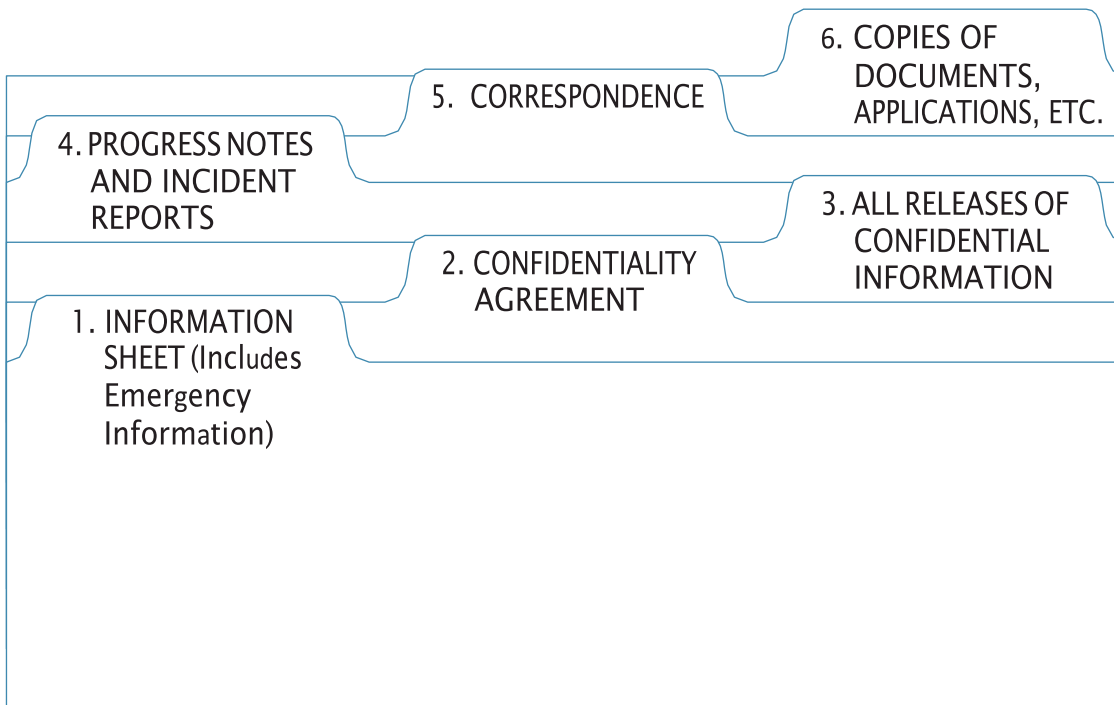 6. COPIES OF
DOCUMENTS,
APPLICATIONS, ETC.
5. CORRESPONDENCE
4. PROGRESS NOTES
AND INCIDENT
REPORTS
3. ALL RELEASES OF
CONFIDENTIAL
INFORMATION
2. CONFIDENTIALITY
AGREEMENT
1. INFORMATION
SHEET (Includes
Emergency
Information)